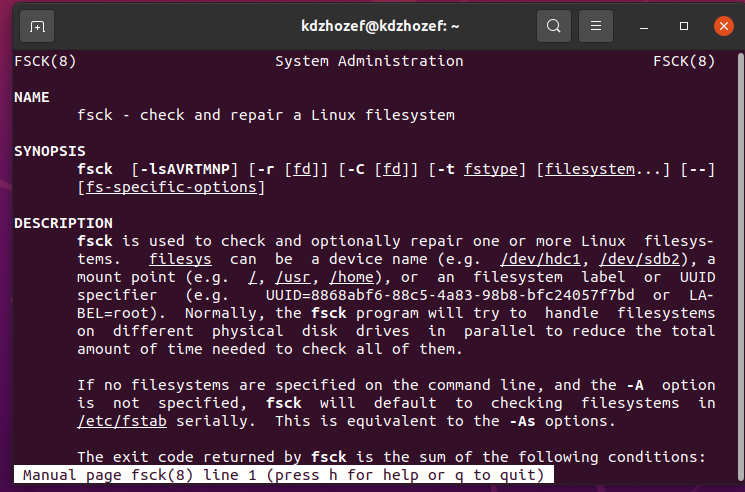 kdzhozef@kdzhozef: ~
FSCK(8) System Administration FSCK(8)
NAME
fsck - check and repair a Linux filesystem
SYNOPSIS
fsck [-lsAVRTMNP] [-r [fd]] [-C [fd]] [-t fstype] [filesystem...] [--]
[fs-specific-options]
DESCRIPTION
fsck is used to check and optionally repair one or more Linux filesys-
tems. filesys can be a device name (e.g. /dev/hdc1, /dev/sdb2), a
mount point (e.g. /, /usr, /home), or an filesystem label or UUID
specifier (e.g. UUID=8868abf6-88c5-4a83-98b8-bfc24057f7bd or LA-
BEL=root). Normally, the fsck program will try to handle filesystems
on different physical disk drives in parallel to reduce the total
amount of time needed to check all of them.
If no filesystems are specified on the command line, and the -A option
is not specified, fsck will default to checking filesystems in
/etc/fstab serially. This is equivalent to the -As options.
The exit code returned by fsck is the sum of the following conditions:
Manual page fsck(8) line 1 (press h for help or q to quit)